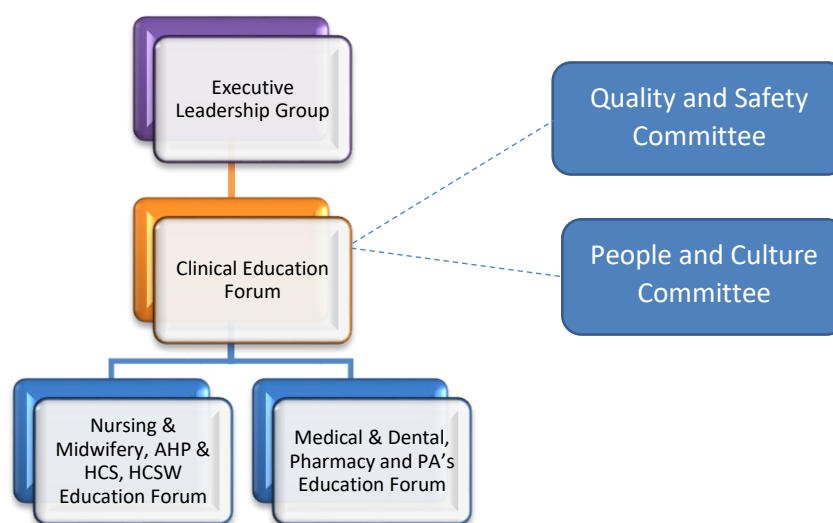 Executive
Leadership Group
Quality and Safety
Committee
Clinical Education
Forum
People and Culture
Committee
Nursing &
Midwifery, AHP &
HCS, HCSW
Education Forum
Medical & Dental,
Pharmacy and PA’s
Education Forum